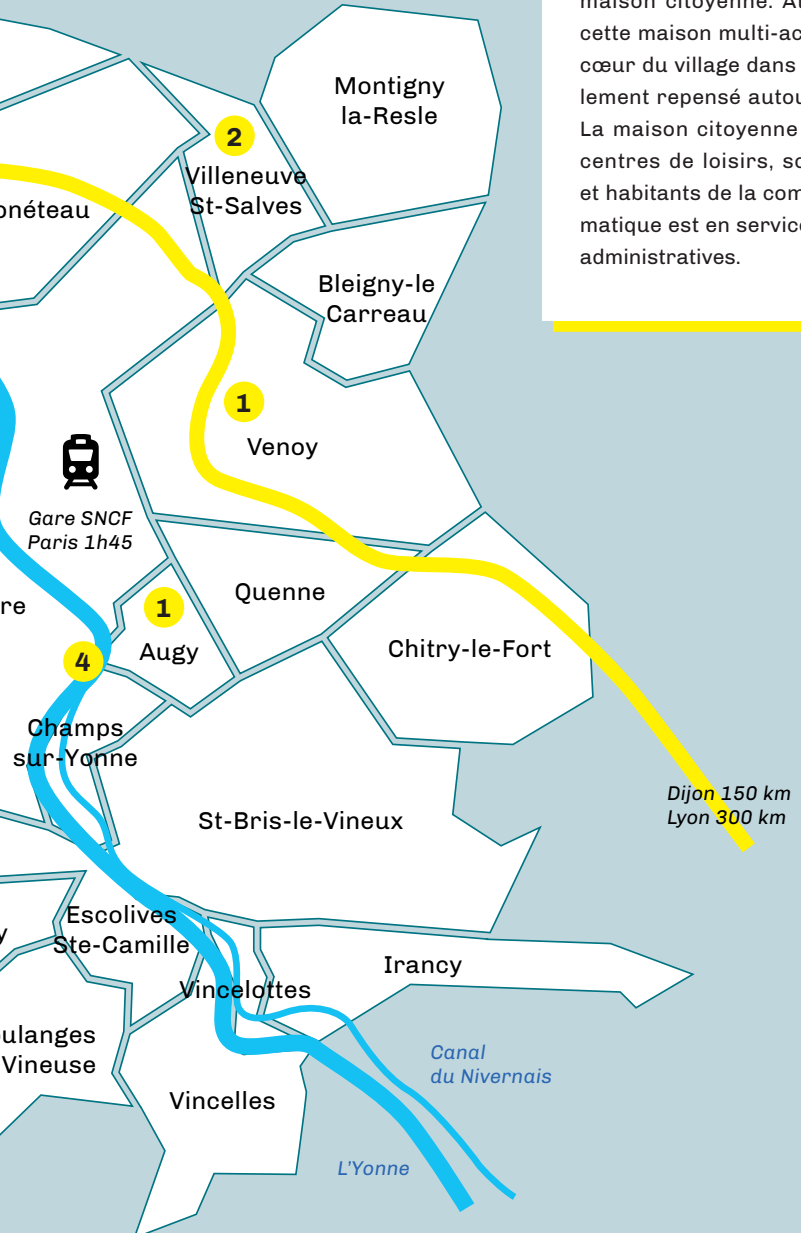 maison citoyenne.
cette maison multi-ac
cœur du village dans
lement repensé autou
La maison citoyenne
centres de loisirs, so
et habitants de la com
matique est en service
administratives.
Montigny
la-Resle
2
Villeneuve
St-Salves
onéteau
Bleigny-le
Carreau
1
Venoy
Gare SNCF
Paris 1h45
Quenne
re
1
Augy
Chitry-le-Fort
4
Champs
sur-Yonne
Dijon 150 km
Lyon 300 km
St-Bris-le-Vineux
Escolives
Ste-Camille
y
Irancy
Vincelottes
oulanges
Vineuse
Canal
du Nivernais
Vincelles
L'Yonne